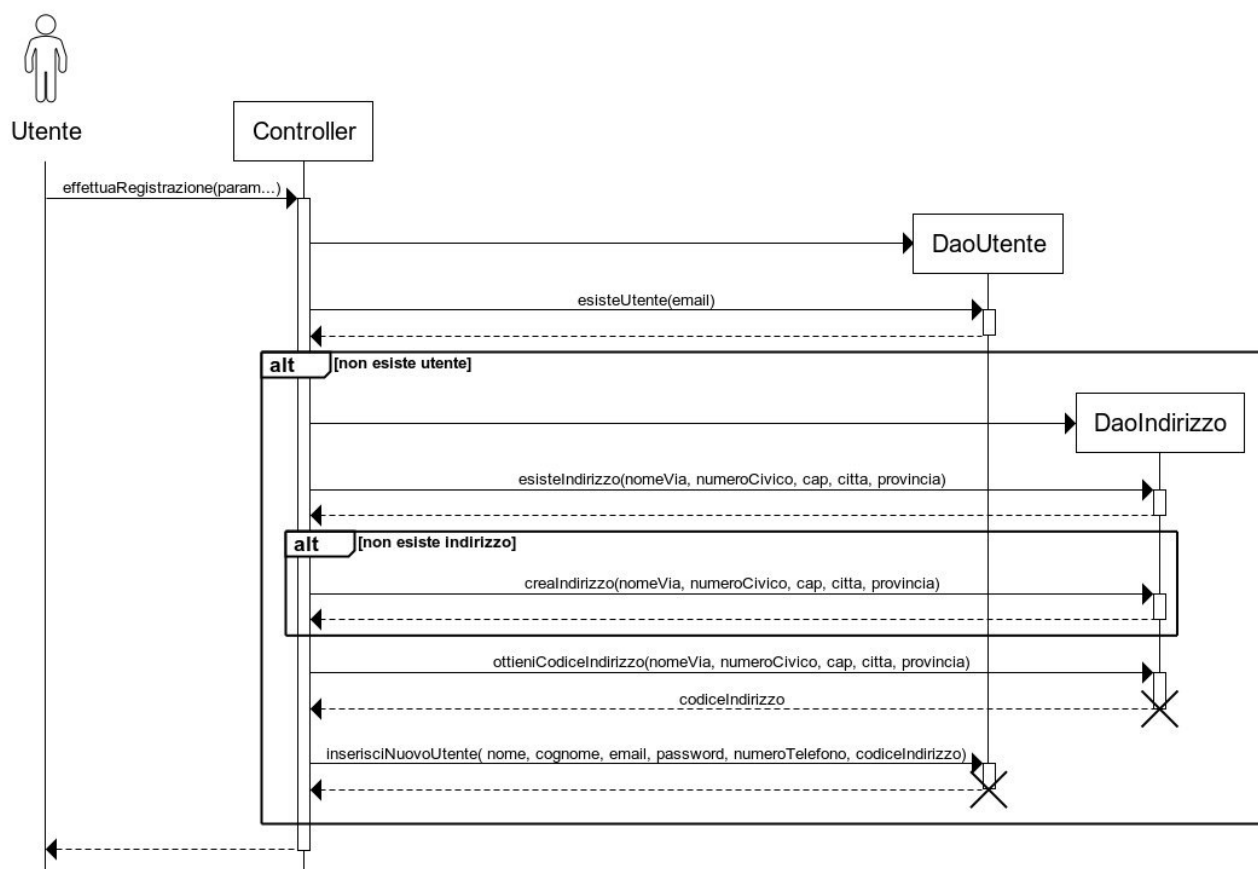 Utente
Controller
effettuaRegistrazione(param...)
DaoUtente
esisteUtente(email)
alt
[non esiste utente]
DaoIndirizzo
esisteIndirizzo(nomeVia, numeroCivico, cap, citta, provincia)
alt
[non esiste indirizzo]
creaIndirizzo(nomeVia, numeroCivico, cap, citta, provincia)
ottieniCodiceIndirizzo(nomeVia, numeroCivico, cap, citta, provincia)
codiceIndirizzo
inserisciNuovoUtente( nome, cognome, email, password, numeroTelefono, codiceIndirizzo)